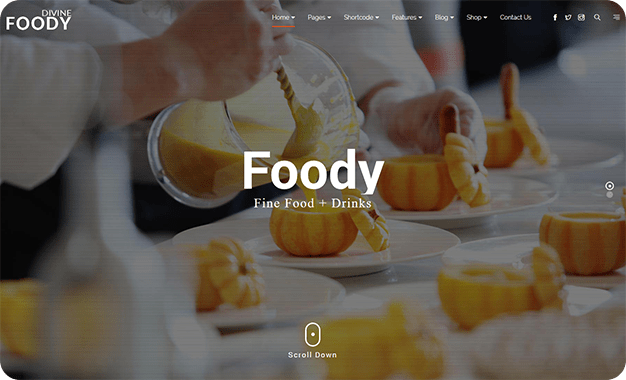 DIVINE
FOODY
Home Pages Shortcode Features Blog Shop Contact Us
Foody
Fine Food + Drinks
Scroll Down